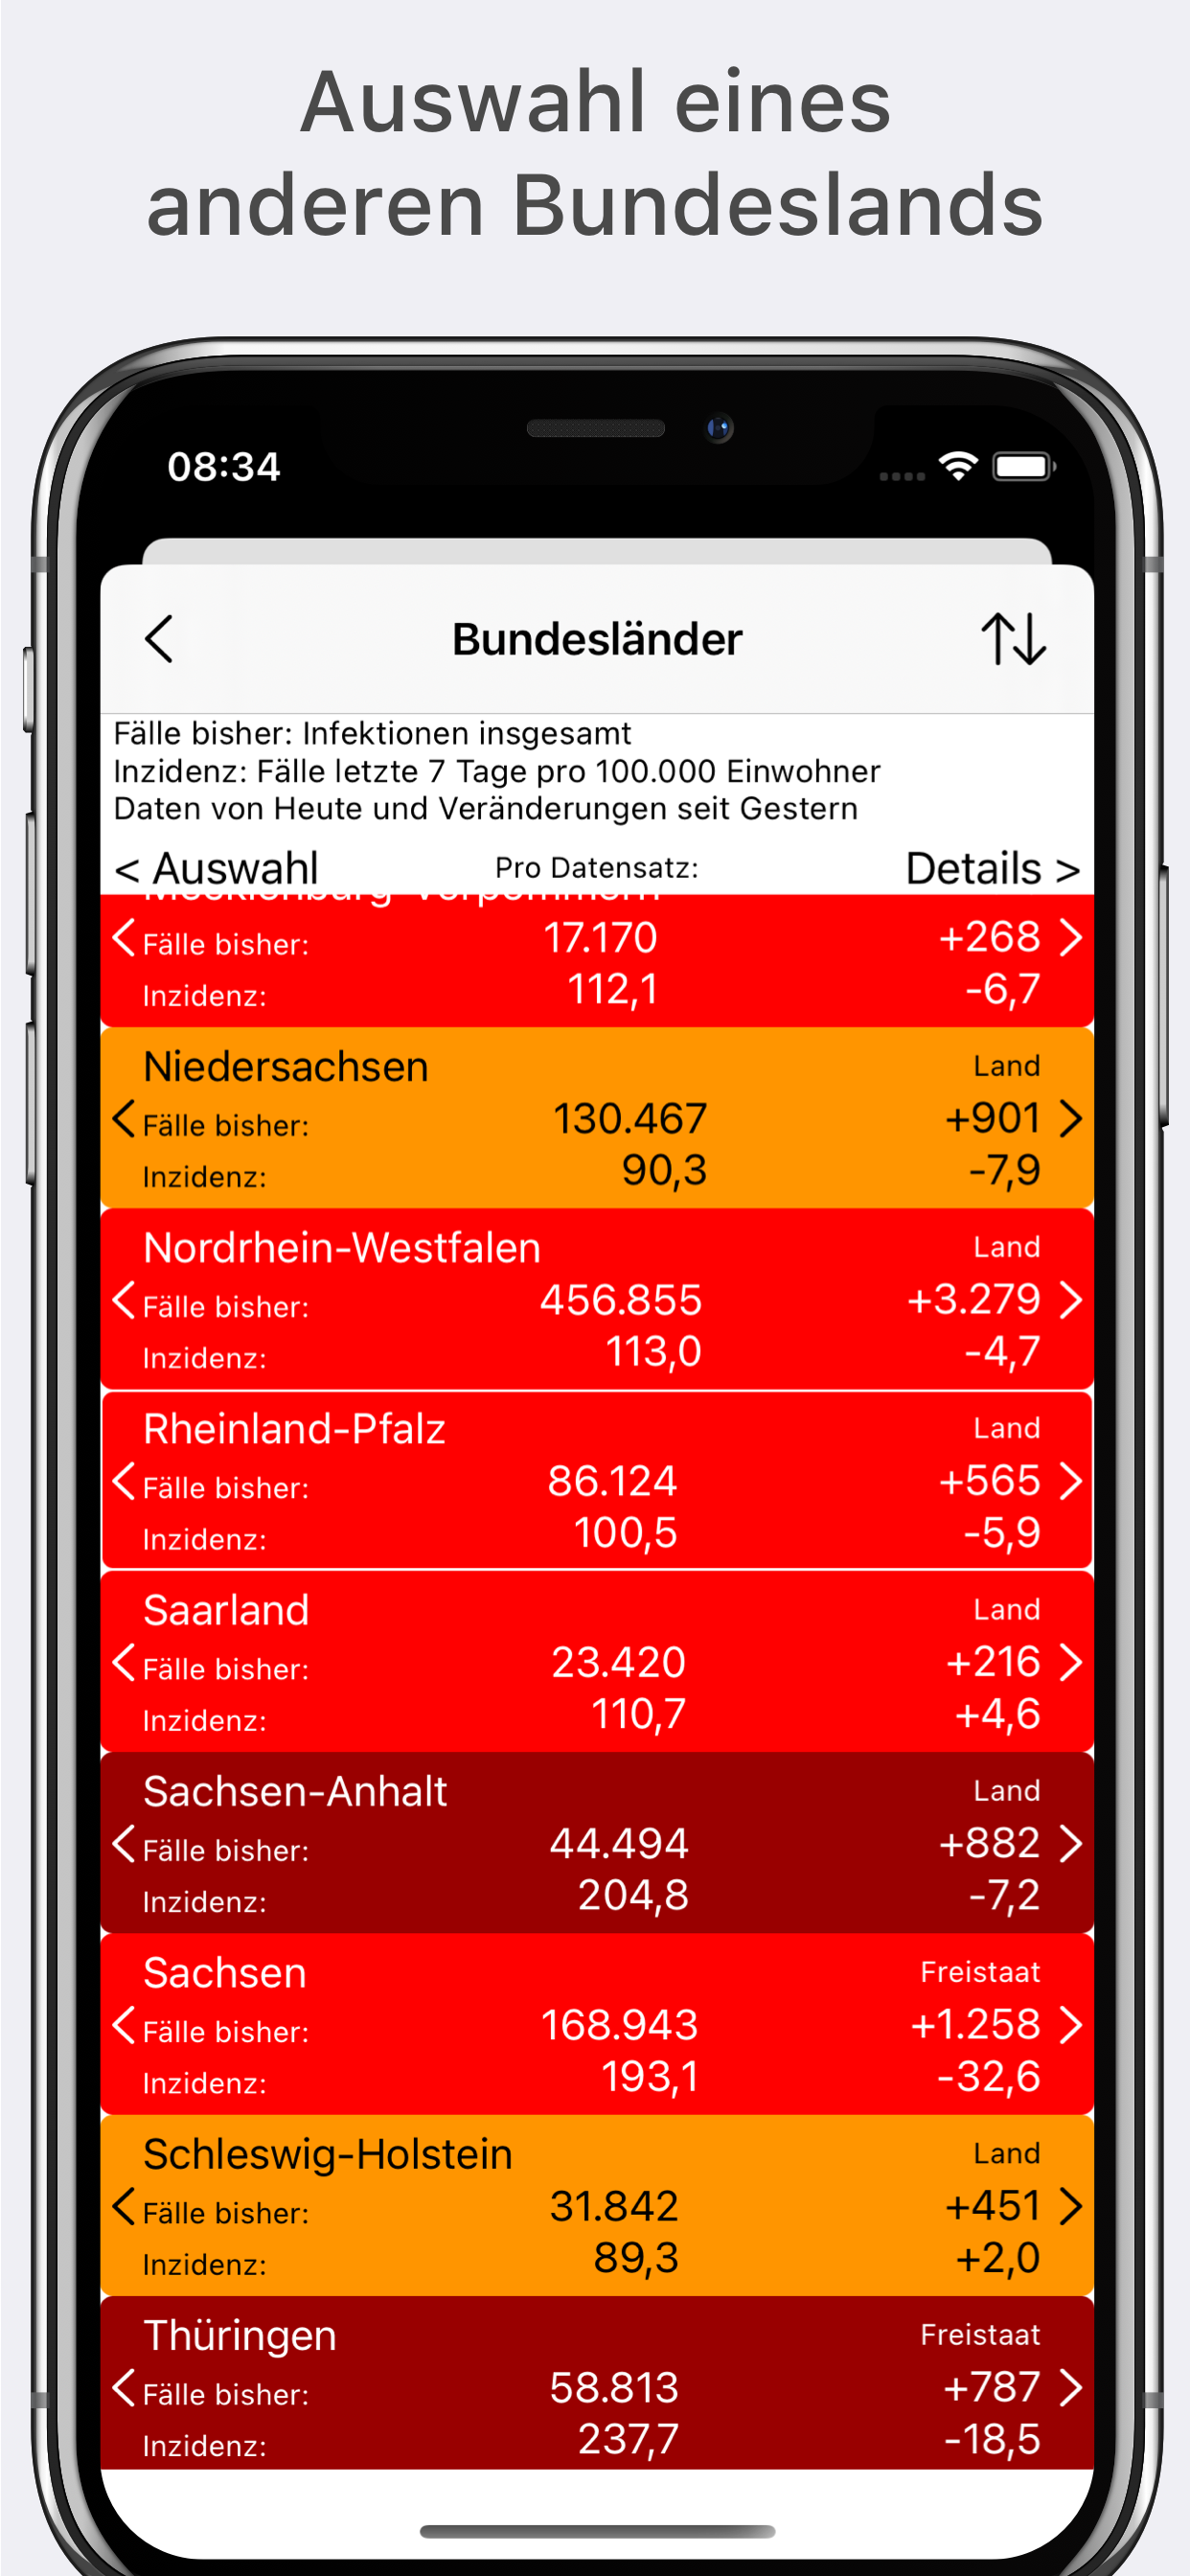 Auswahl eines
anderen Bundeslands
08:34
Bundesländer
Fälle bisher: Infektionen insgesamt
Inzidenz: Fälle letzte 7 Tage pro 100.000 Einwohner
Daten von Heute und Veränderungen seit Gestern
< Auswahl Pro Datensatz: Details >
Mecklenburg-Vorpommern
Fälle bisher: 17.170 +268
Inzidenz: 112,1 -6,7
Niedersachsen Land
Fälle bisher: 130.467 +901
Inzidenz: 90,3 -7,9
Nordrhein-Westfalen Land
Fälle bisher: 456.855 +3.279
Inzidenz: 113,0 -4,7
Rheinland-Pfalz Land
Fälle bisher: 86.124 +565
Inzidenz: 100,5 -5,9
Saarland Land
Fälle bisher: 23.420 +216
Inzidenz: 110,7 +4,6
Sachsen-Anhalt Land
Fälle bisher: 44.494 +882
Inzidenz: 204,8 -7,2
Sachsen Freistaat
Fälle bisher: 168.943 +1.258
Inzidenz: 193,1 -32,6
Schleswig-Holstein Land
Fälle bisher: 31.842 +451
Inzidenz: 89,3 +2,0
Thüringen Freistaat
Fälle bisher: 58.813 +787
Inzidenz: 237,7 -18,5